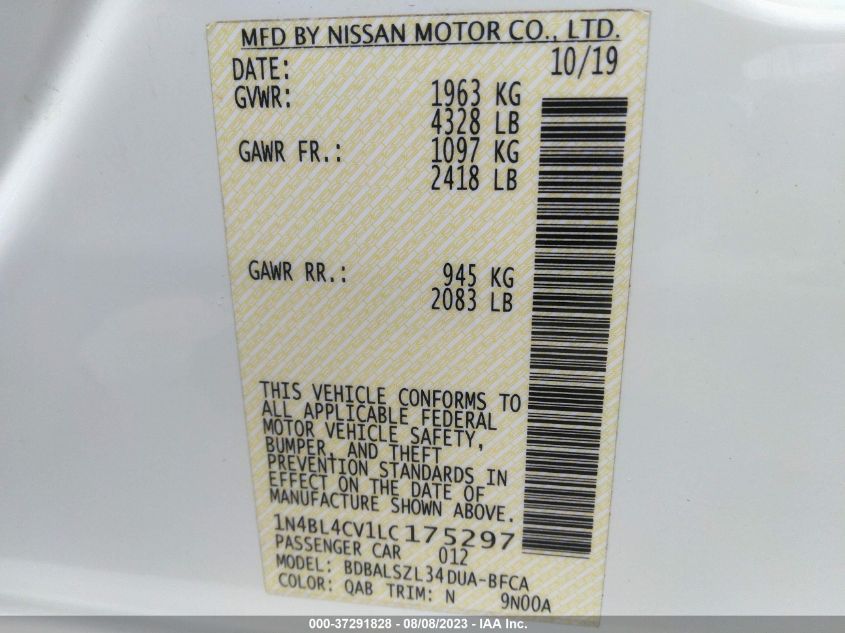 MFD BY NISSAN MOTOR CO., LTD.
DATE: 10/19
GVWR: 1963 KG
4328 LB
GAWR FR.: 1097 KG
2418 LB
GAWR RR.: 945 KG
2083 LB
THIS VEHICLE CONFORMS TO
ALL APPLICABLE FEDERAL
MOTOR VEHICLE SAFETY,
BUMPER, AND THEFT
PREVENTION STANDARDS IN
EFFECT ON THE DATE OF
MANUFACTURE SHOWN ABOVE.
1N4BL4CV1LC175297
PASSENGER CAR 012
MODEL: BDBALSZL34DUA-BFCA
COLOR: QAB TRIM: N 9N00A
000-37291828 - 08/08/2023 - IAA Inc.